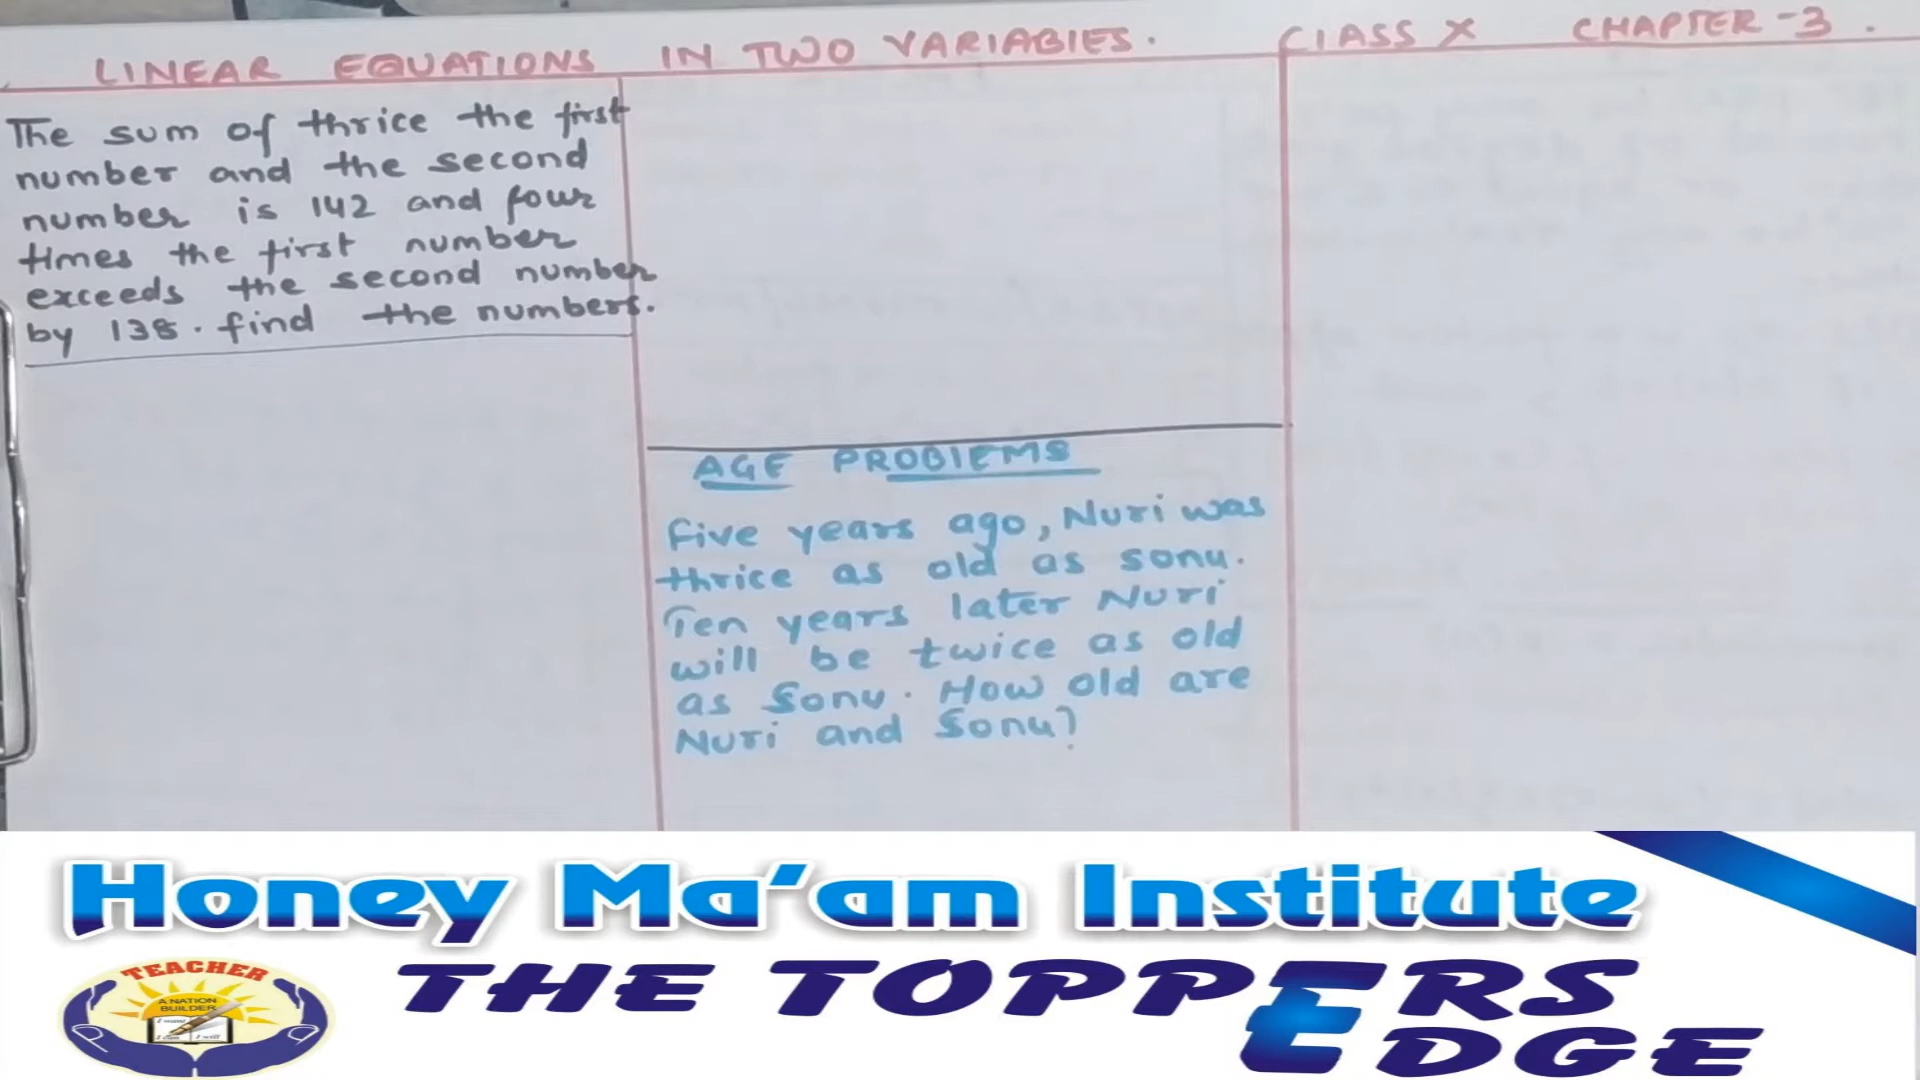 LINEAR EQUATIONS IN TWO VARIABLES. CLASS X CHAPTER-3.
The sum of thrice the first
number and the second
number is 142 and four
times the first number
exceeds the second number
by 138. find the numbers.
AGE PROBLEMS
Five years ago, Nuri was
thrice as old as sonu.
Ten years later Nuri
will be twice as old
as Sonu. How old are
Nuri and Sonu?
Honey Ma'am Institute
TEACHER
A NATION
BUILDER
I want
I can I will
THE TOPPERS
EDGE